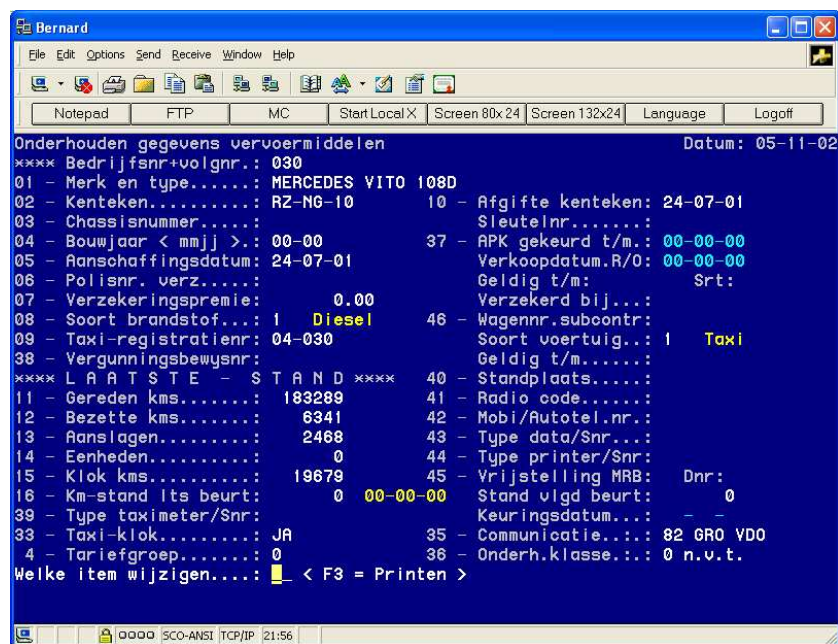 Bernard
File Edit Options Send Receive Window Help
Notepad FTP MC Start Local X Screen 80x24 Screen 132x24 Language Logoff
Onderhouden gegevens vervoermiddelen Datum: 05-11-02
**** Bedrijfsnr+volgnr.: 030
01 - Merk en type......: MERCEDES VITO 108D
02 - Kenteken..........: RZ-NG-10 10 - Afgifte kenteken: 24-07-01
03 - Chassisnummer.....: Sleutelnr.......:
04 - Bouwjaar < mmjj >.: 00-00 37 - APK gekeurd t/m.: 00-00-00
05 - Aanschaffingsdatum: 24-07-01 Verkoopdatum.R/O: 00-00-00
06 - Polisnr. verz.....: Geldig t/m: Srt:
07 - Verzekeringspremie: 0.00 Verzekerd bij...:
08 - Soort brandstof...: 1 Diesel 46 - Wagennr.subcontr:
09 - Taxi-registratienr: 04-030 Soort voertuig..: 1 Taxi
38 - Vergunningsbewysnr: Geldig t/m......:
**** L A A T S T E - S T A N D **** 40 - Standplaats.....:
11 - Gereden kms.......: 183289 41 - Radio code......:
12 - Bezette kms.......: 6341 42 - Mobi/Autotel.nr.:
13 - Aanslagen.........: 2468 43 - Type data/Snr...:
14 - Eenheden..........: 0 44 - Type printer/Snr:
15 - Klok kms..........: 19679 45 - Vrijstelling MRB: Dnr:
16 - Km-stand lts beurt: 0 00-00-00 Stand vlgd beurt: 0
39 - Type taximeter/Snr: Keuringsdatum...: - -
33 - Taxi-klok.........: JA 35 - Communicatie..:.: 82 GRO VDO
4 - Tariefgroep.......: 0 36 - Onderh.klasse.:.: 0 n.v.t.
Welke item wijzigen....: _ < F3 = Printen >
SCO-ANSI TCP/IP 21:56